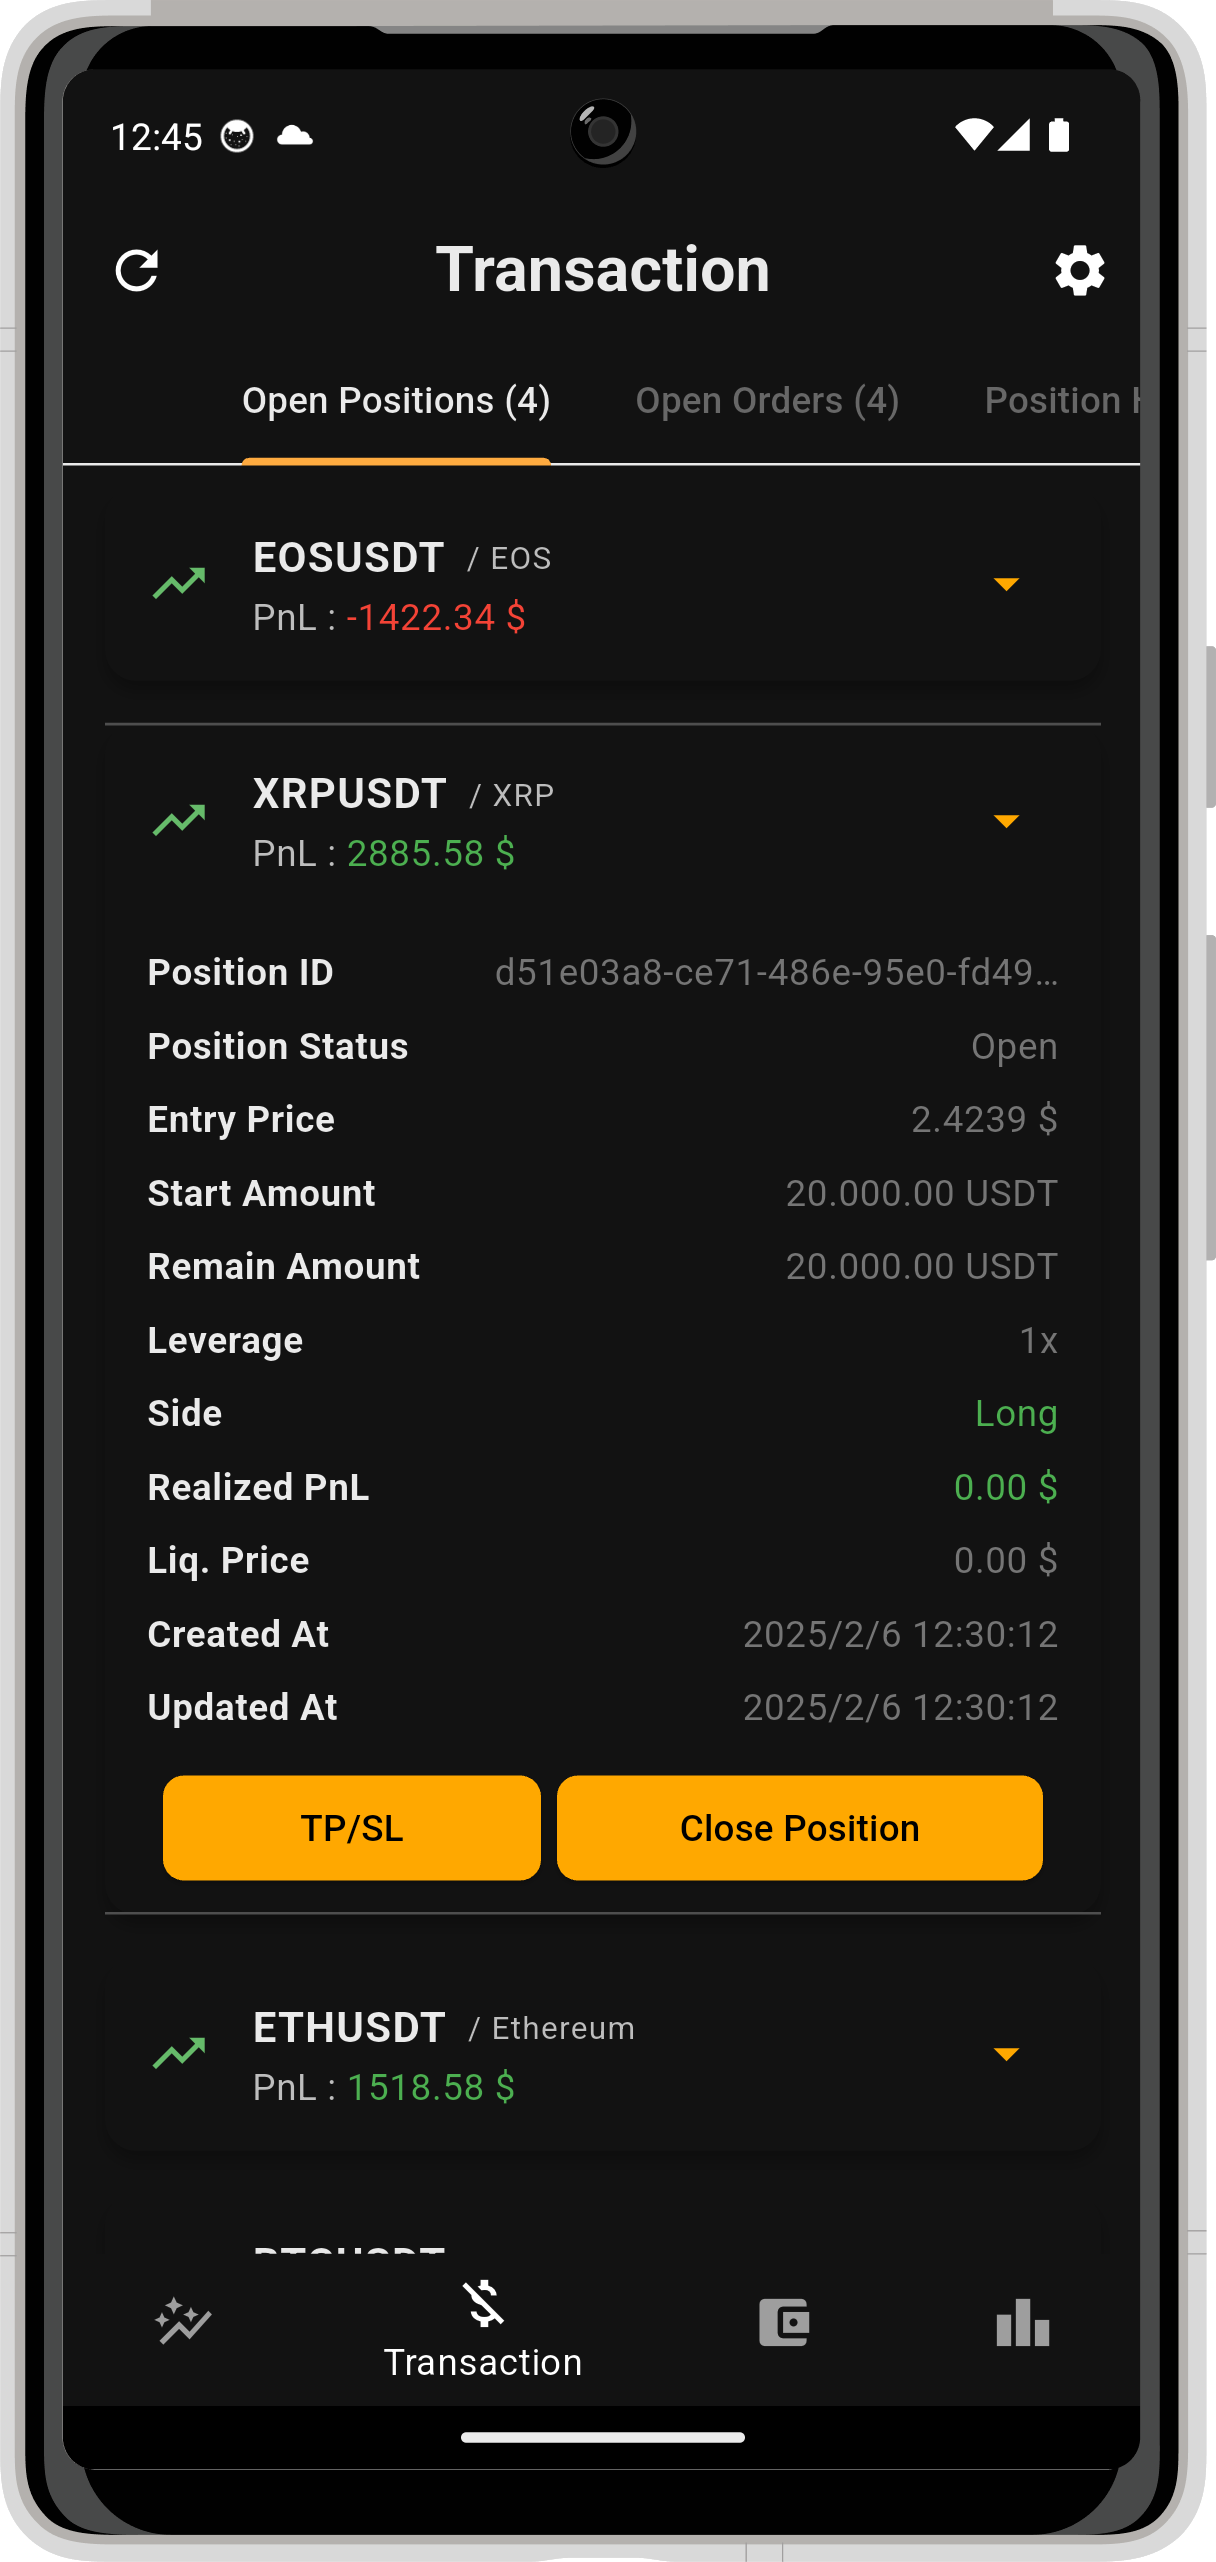 12:45
Transaction
Open Positions (4) Open Orders (4) Position
EOSUSDT / EOS
PnL : -1422.34 $
XRPUSDT / XRP
PnL : 2885.58 $
Position ID d51e03a8-ce71-486e-95e0-fd49…
Position Status Open
Entry Price 2.4239 $
Start Amount 20.000.00 USDT
Remain Amount 20.000.00 USDT
Leverage 1x
Side Long
Realized PnL 0.00 $
Liq. Price 0.00 $
Created At 2025/2/6 12:30:12
Updated At 2025/2/6 12:30:12
TP/SL Close Position
ETHUSDT / Ethereum
PnL : 1518.58 $
Transaction